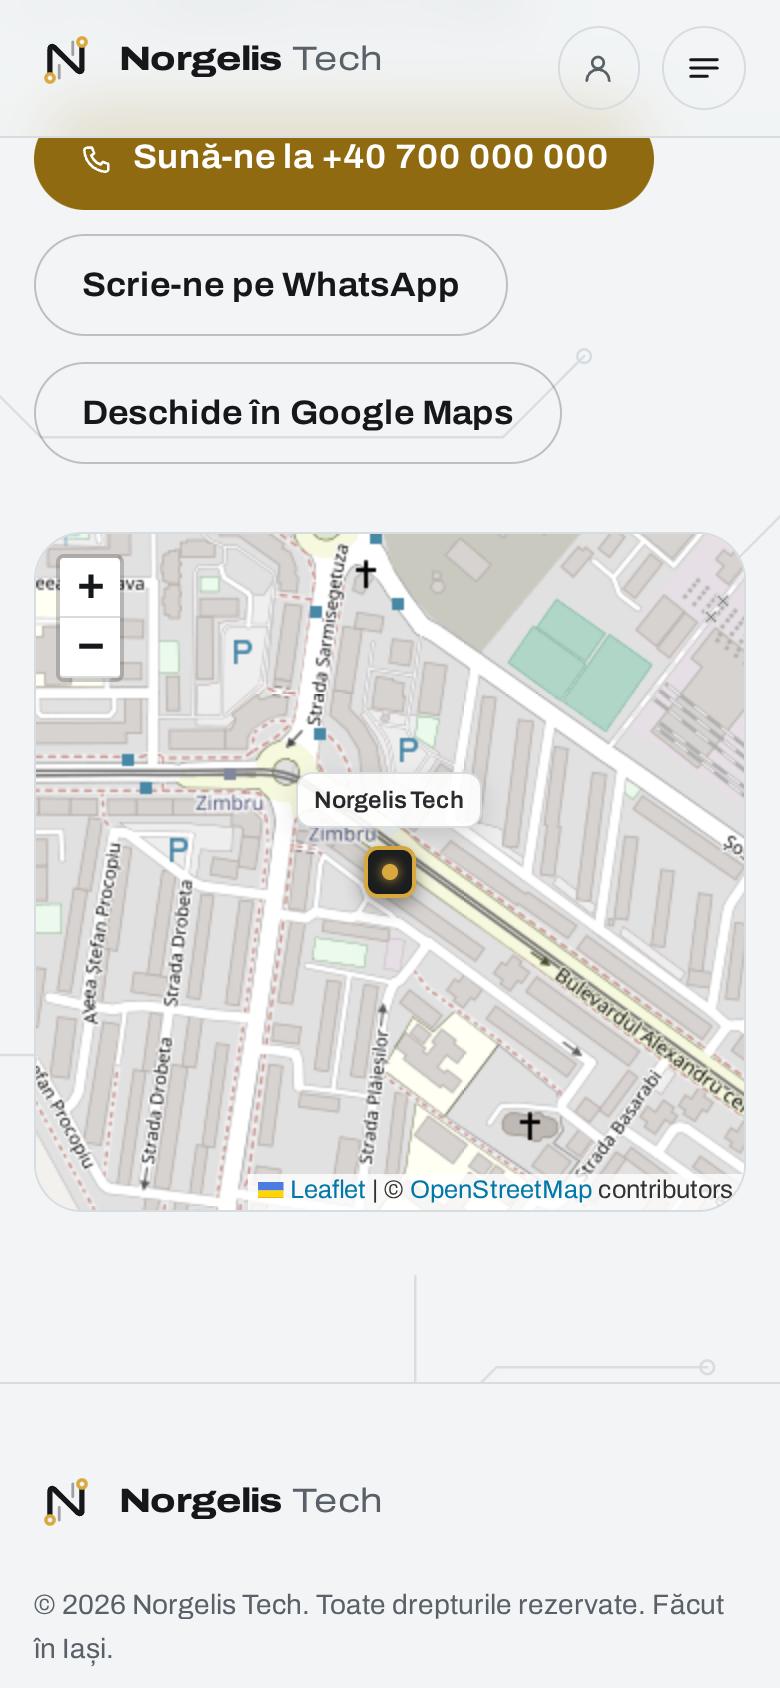 Norgelis Tech
Sună-ne la +40 700 000 000
Scrie-ne pe WhatsApp
Deschide în Google Maps
+
−
Strada Sarmisegetuza
P
P
Zimbru
Norgelis Tech
Zimbru
P
Aleea Ștefan Procopiu
Strada Drobeta
Strada Drobeta
Strada Plăieșilor
Bulevardul Alexandru cel
Strada Basarabi
Procopiu
Leaflet | © OpenStreetMap contributors
Norgelis Tech
© 2026 Norgelis Tech. Toate drepturile rezervate. Făcut
în Iași.